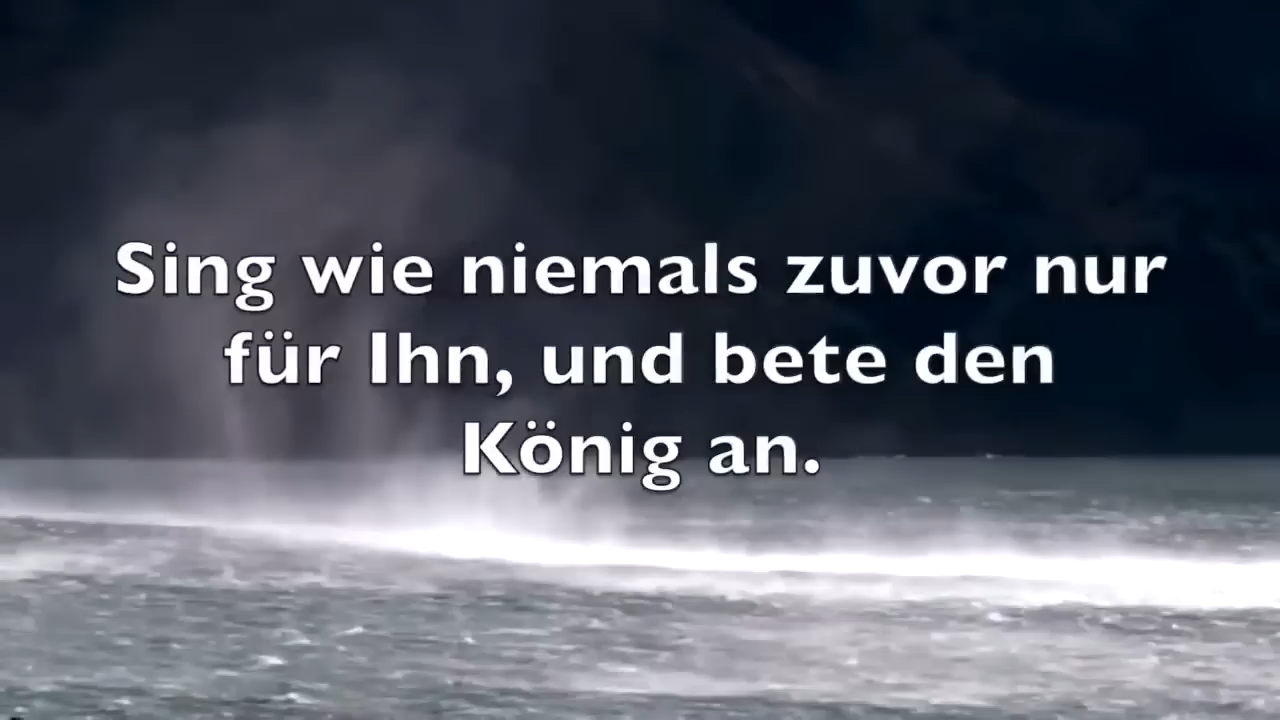 Sing wie niemals zuvor nur
für Ihn, und bete den
König an.